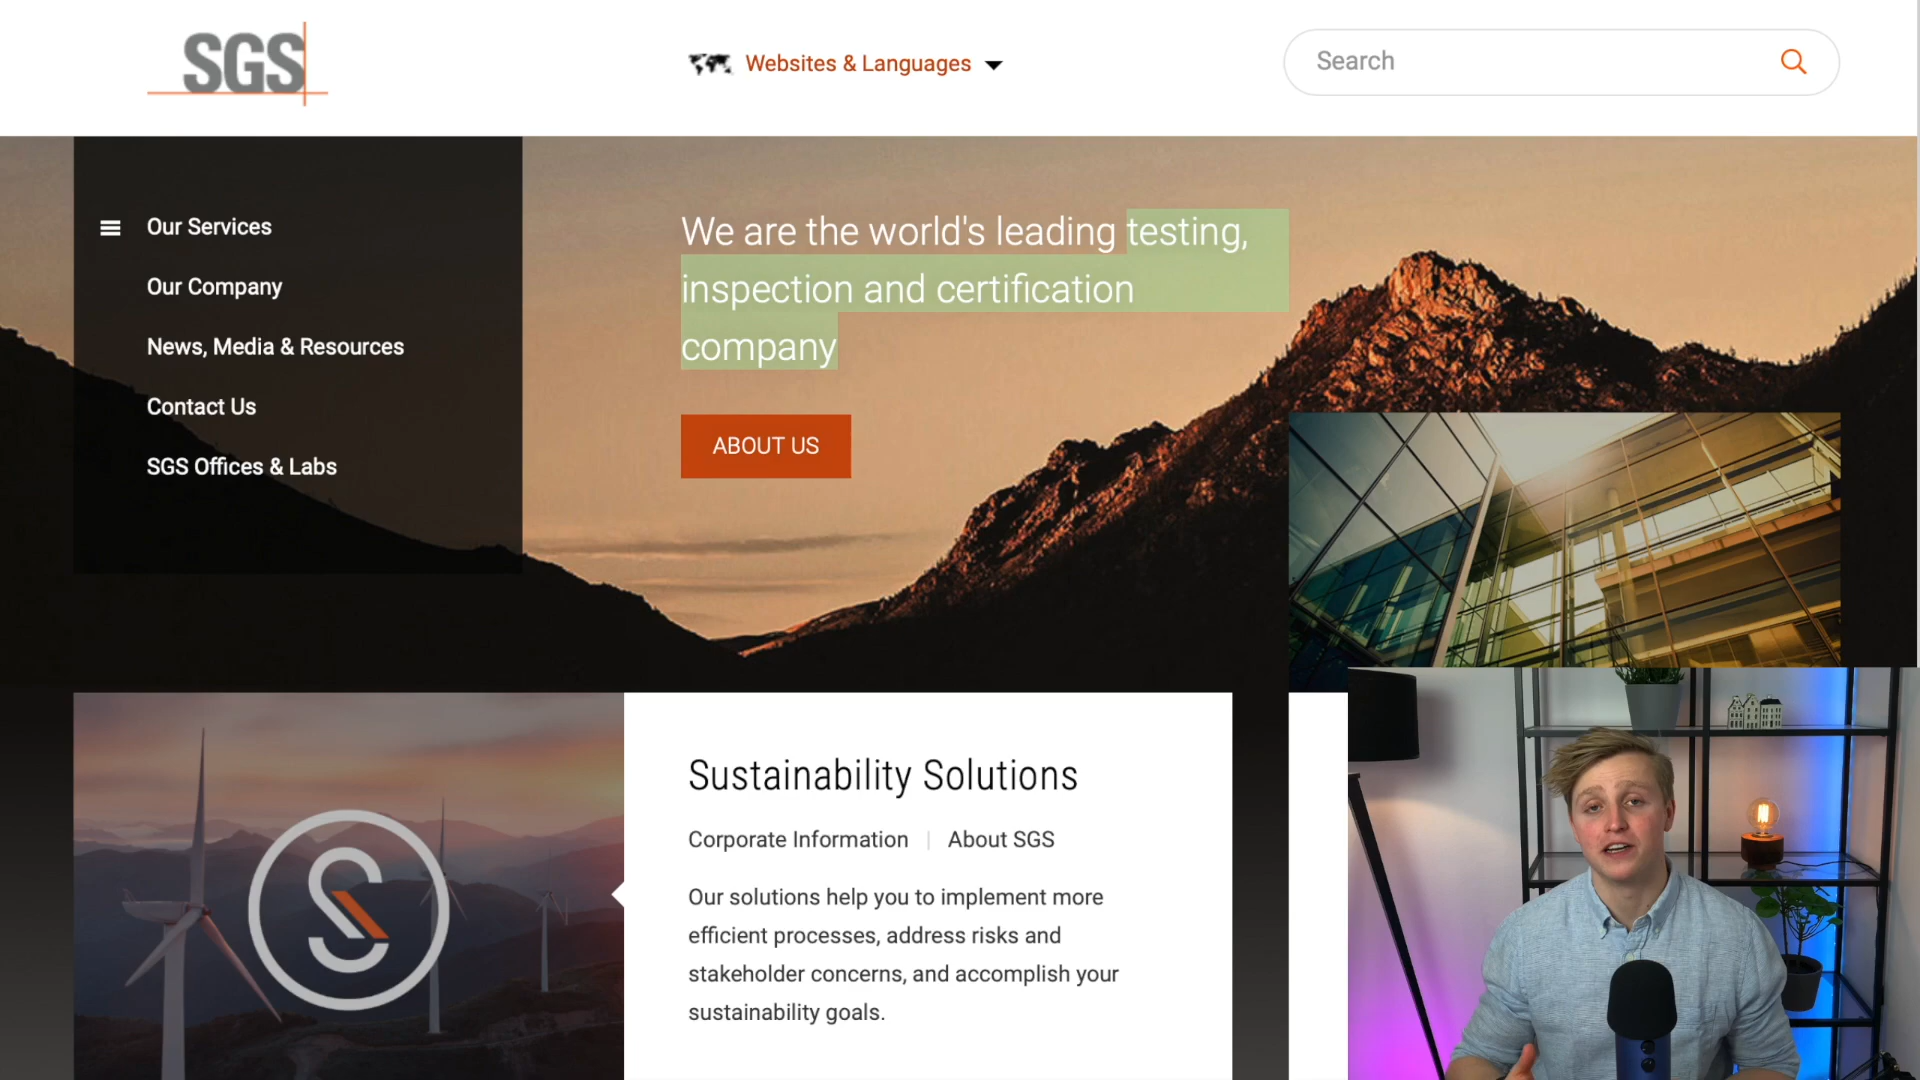 SGS
Websites & Languages
Search
Our Services
Our Company
News, Media & Resources
Contact Us
SGS Offices & Labs
We are the world's leading testing,
inspection and certification
company
ABOUT US
Sustainability Solutions
Corporate Information | About SGS
Our solutions help you to implement more
efficient processes, address risks and
stakeholder concerns, and accomplish your
sustainability goals.